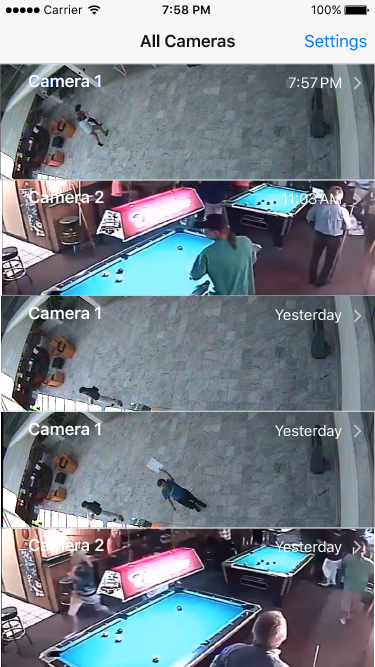 Carrier
7:58 PM
100%
All Cameras
Settings
Camera 1
7:57 PM
Camera 2
11:03 AM
Camera 1
Yesterday
Camera 1
Yesterday
Camera 2
Yesterday